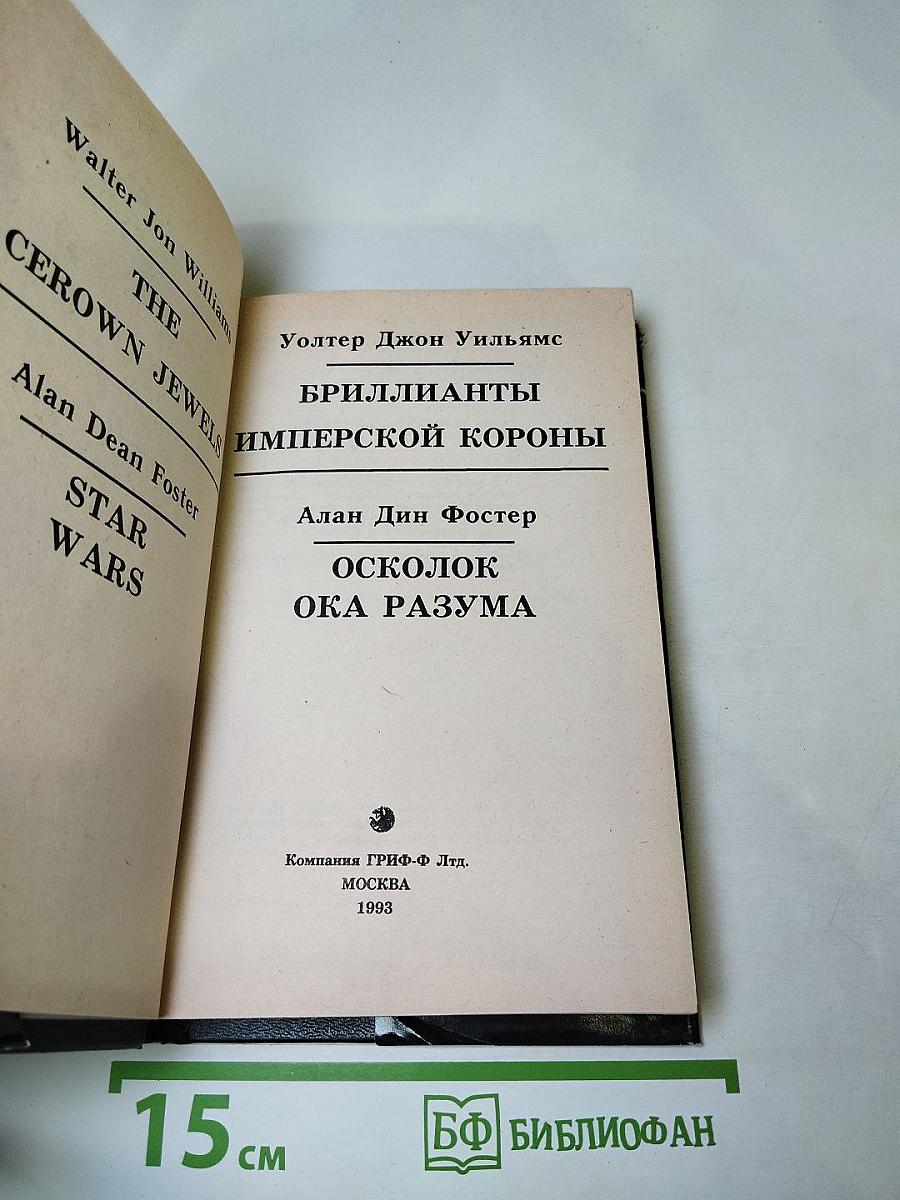 Walter Jon Williams
THE
CEROWN JEWELS
Alan Dean Foster
STAR
WARS
Уолтер Джон Уильямс
БРИЛЛИАНТЫ
ИМПЕРСКОЙ КОРОНЫ
Алан Дин Фостер
ОСКОЛОК
ОКА РАЗУМА
Компания ГРИФ-Ф Лтд.
МОСКВА
1993
15 см
БФ БИБЛИОФАН